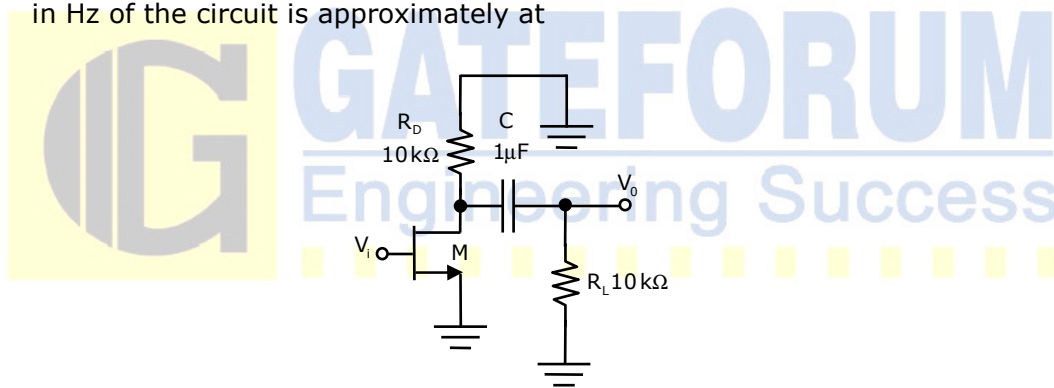 in Hz of the circuit is approximately at
GATEFORUM
Engineering Success
R_D
10kΩ
C
1μF
V_0
V_i
M
R_L 10kΩ